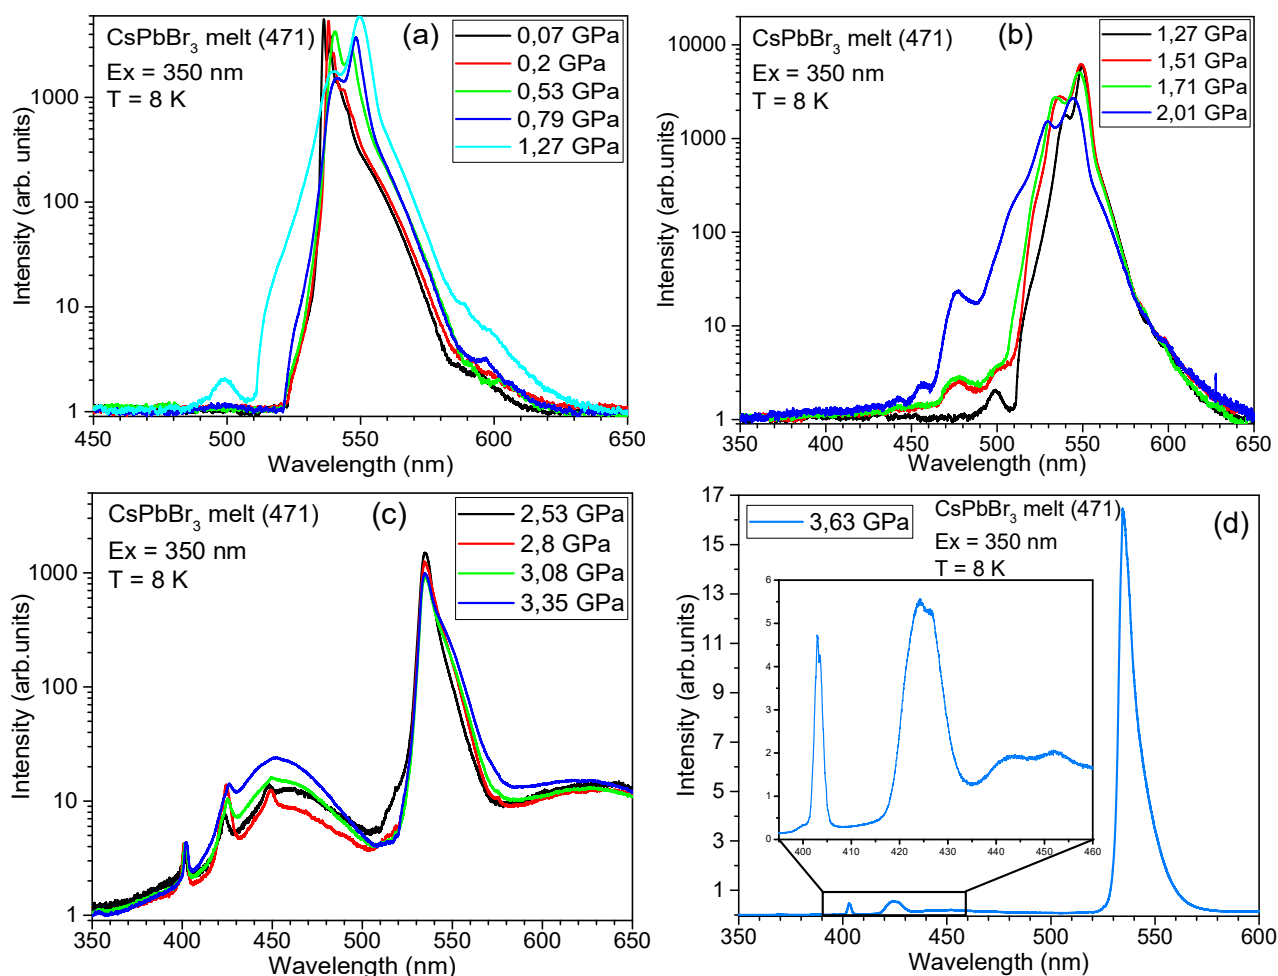 CsPbBr3 melt (471)
Ex = 350 nm
T = 8 K
(a)
0,07 GPa
0,2 GPa
0,53 GPa
0,79 GPa
1,27 GPa
Intensity (arb. units)
1000
100
10
1
450 500 550 600 650
Wavelength (nm)
CsPbBr3 melt (471)
Ex = 350 nm
T = 8 K
(b)
1,27 GPa
1,51 GPa
1,71 GPa
2,01 GPa
Intensity (arb.units)
10000
1000
100
10
1
350 400 450 500 550 600 650
Wavelength (nm)
CsPbBr3 melt (471)
Ex = 350 nm
T = 8 K
(c)
2,53 GPa
2,8 GPa
3,08 GPa
3,35 GPa
Intensity (arb.units)
1000
100
10
1
350 400 450 500 550 600 650
Wavelength (nm)
3,63 GPa
CsPbBr3 melt (471)
Ex = 350 nm
T = 8 K
(d)
Intensity (arb.units)
17
15
13
11
9
7
5
3
1
6
5
4
3
2
1
0
400 410 420 430 440 450 460
350 400 450 500 550 600
Wavelength (nm)